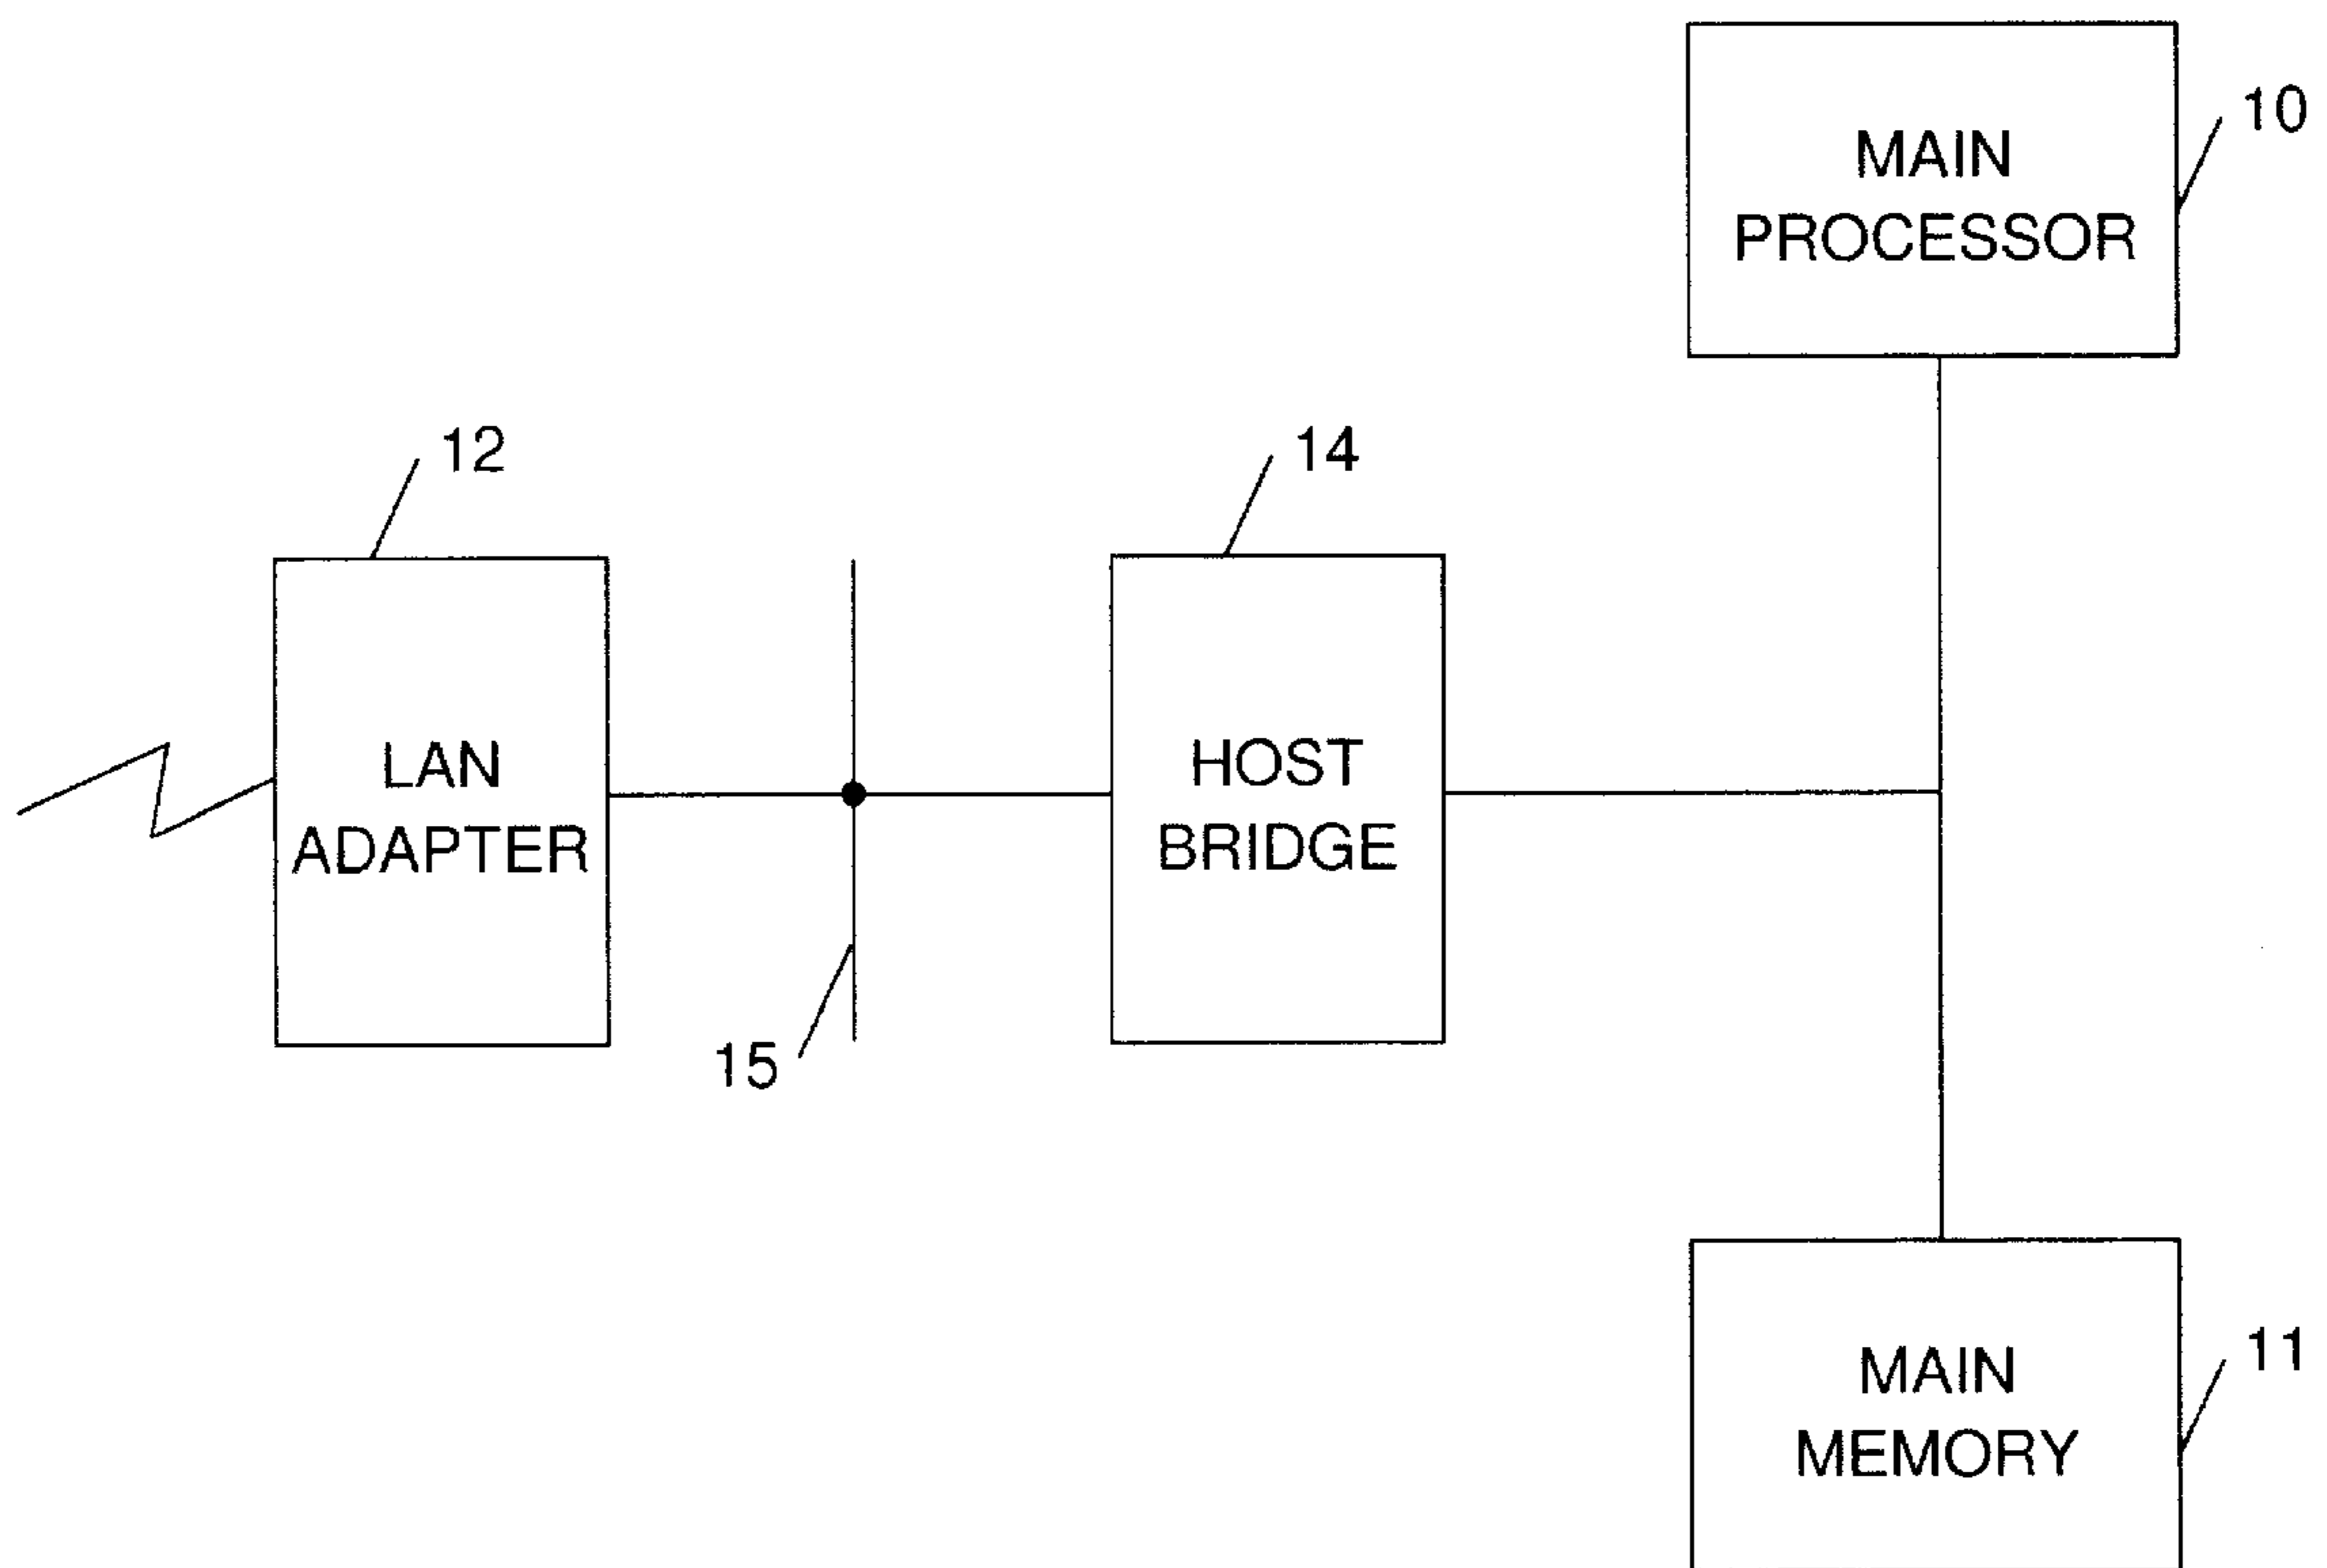 MAIN
PROCESSOR
10
12
14
LAN
ADAPTER
HOST
BRIDGE
15
MAIN
MEMORY
11